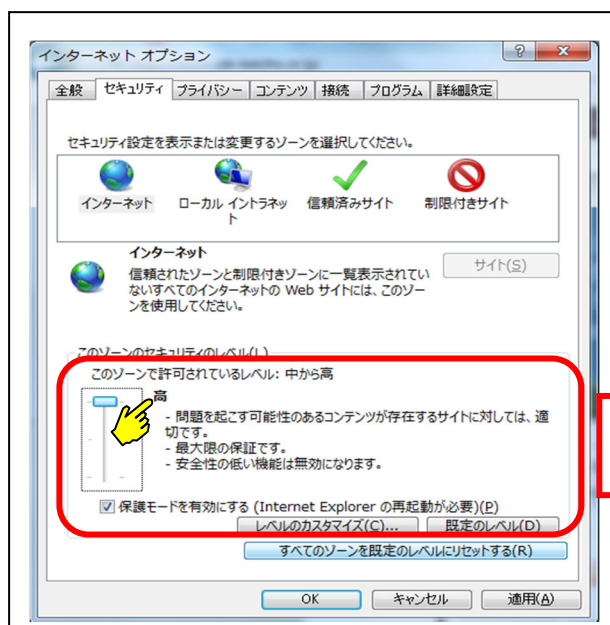 インターネット オプション
全般 セキュリティ プライバシー コンテンツ 接続 プログラム 詳細設定
セキュリティ設定を表示または変更するゾーンを選択してください。
インターネット ローカル イントラネッ 信頼済みサイト 制限付きサイト
ト
インターネット
信頼されたゾーンと制限付きゾーンに一覧表示されてい
ないすべてのインターネットの Web サイトには、このゾー
ンを使用してください。
サイト(S)
このゾーンのセキュリティのレベル(L)
このゾーンで許可されているレベル: 中から高
高
- 問題を起こす可能性のあるコンテンツが存在するサイトに対しては、適
切です。
- 最大限の保証です。
- 安全性の低い機能は無効になります。
保護モードを有効にする (Internet Explorer の再起動が必要)(P)
レベルのカスタマイズ(C)... 既定のレベル(D)
すべてのゾーンを既定のレベルにリセットする(R)
OK キャンセル 適用(A)